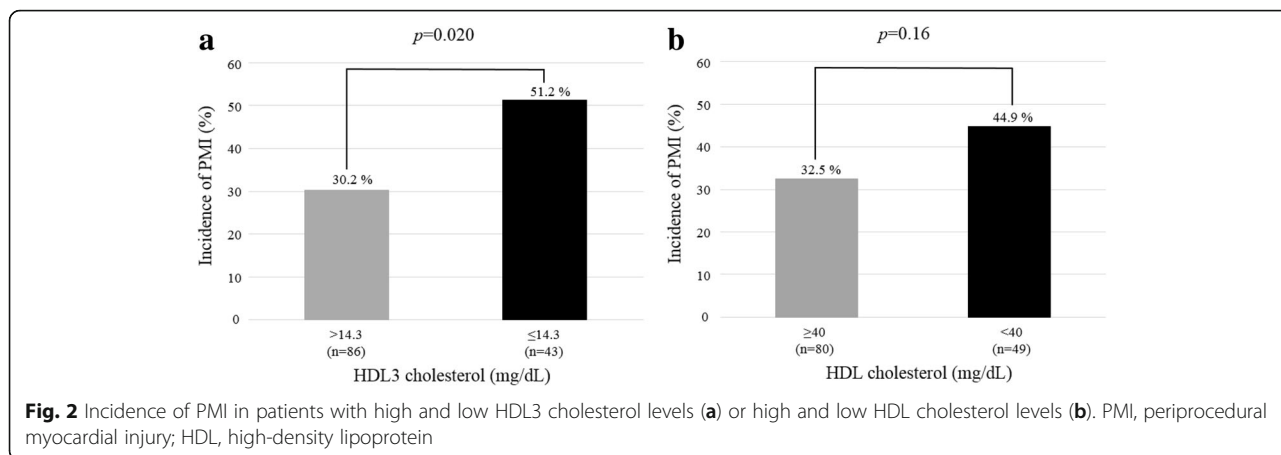 a
p=0.020
Incidence of PMI (%)
60
50
40
30
20
10
0
30.2 %
51.2 %
>14.3
(n=86)
≤14.3
(n=43)
HDL3 cholesterol (mg/dL)
b
p=0.16
Incidence of PMI (%)
60
50
40
30
20
10
0
32.5 %
44.9 %
≥40
(n=80)
<40
(n=49)
HDL cholesterol (mg/dL)
Fig. 2 Incidence of PMI in patients with high and low HDL3 cholesterol levels (a) or high and low HDL cholesterol levels (b). PMI, periprocedural
myocardial injury; HDL, high-density lipoprotein